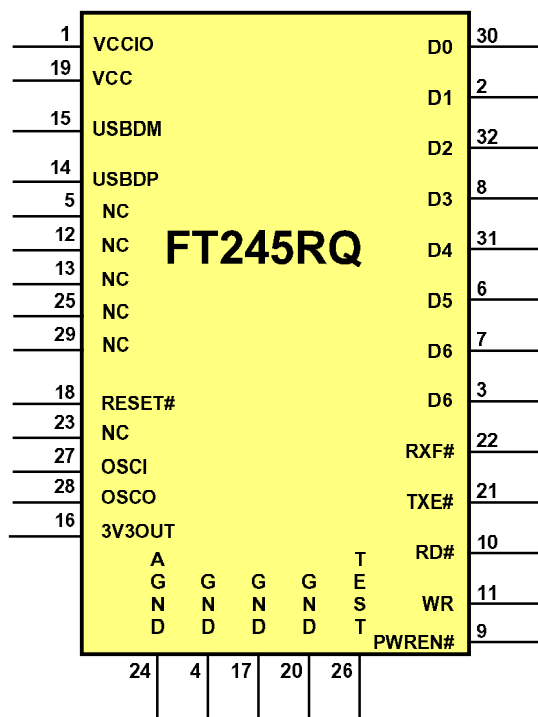 1 VCCIO D0 30
19 VCC
D1 2
15 USBDM
D2 32
14 USBDP
D3 8
5 NC
12 NC
FT245RQ
D4 31
13 NC
D5 6
25 NC
29 NC
D6 7
18 RESET#
D6 3
23 NC
RXF# 22
27 OSCI
28 OSCO
TXE# 21
16 3V3OUT
RD# 10
WR 11
PWREN# 9
AGND
GND
GND
GND
TEST
24 4 17 20 26